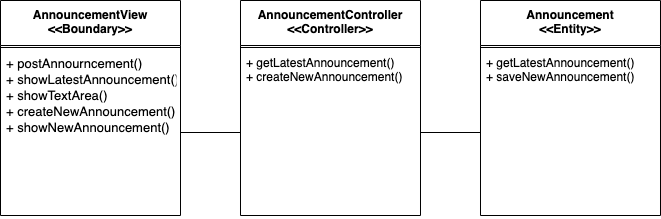 AnnouncementView
<<Boundary>>
+ postAnnourncement()
+ showLatestAnnouncement()
+ showTextArea()
+ createNewAnnouncement()
+ showNewAnnouncement()
AnnouncementController
<<Controller>>
+ getLatestAnnouncement()
+ createNewAnnouncement()
Announcement
<<Entity>>
+ getLatestAnnouncement()
+ saveNewAnnouncement()